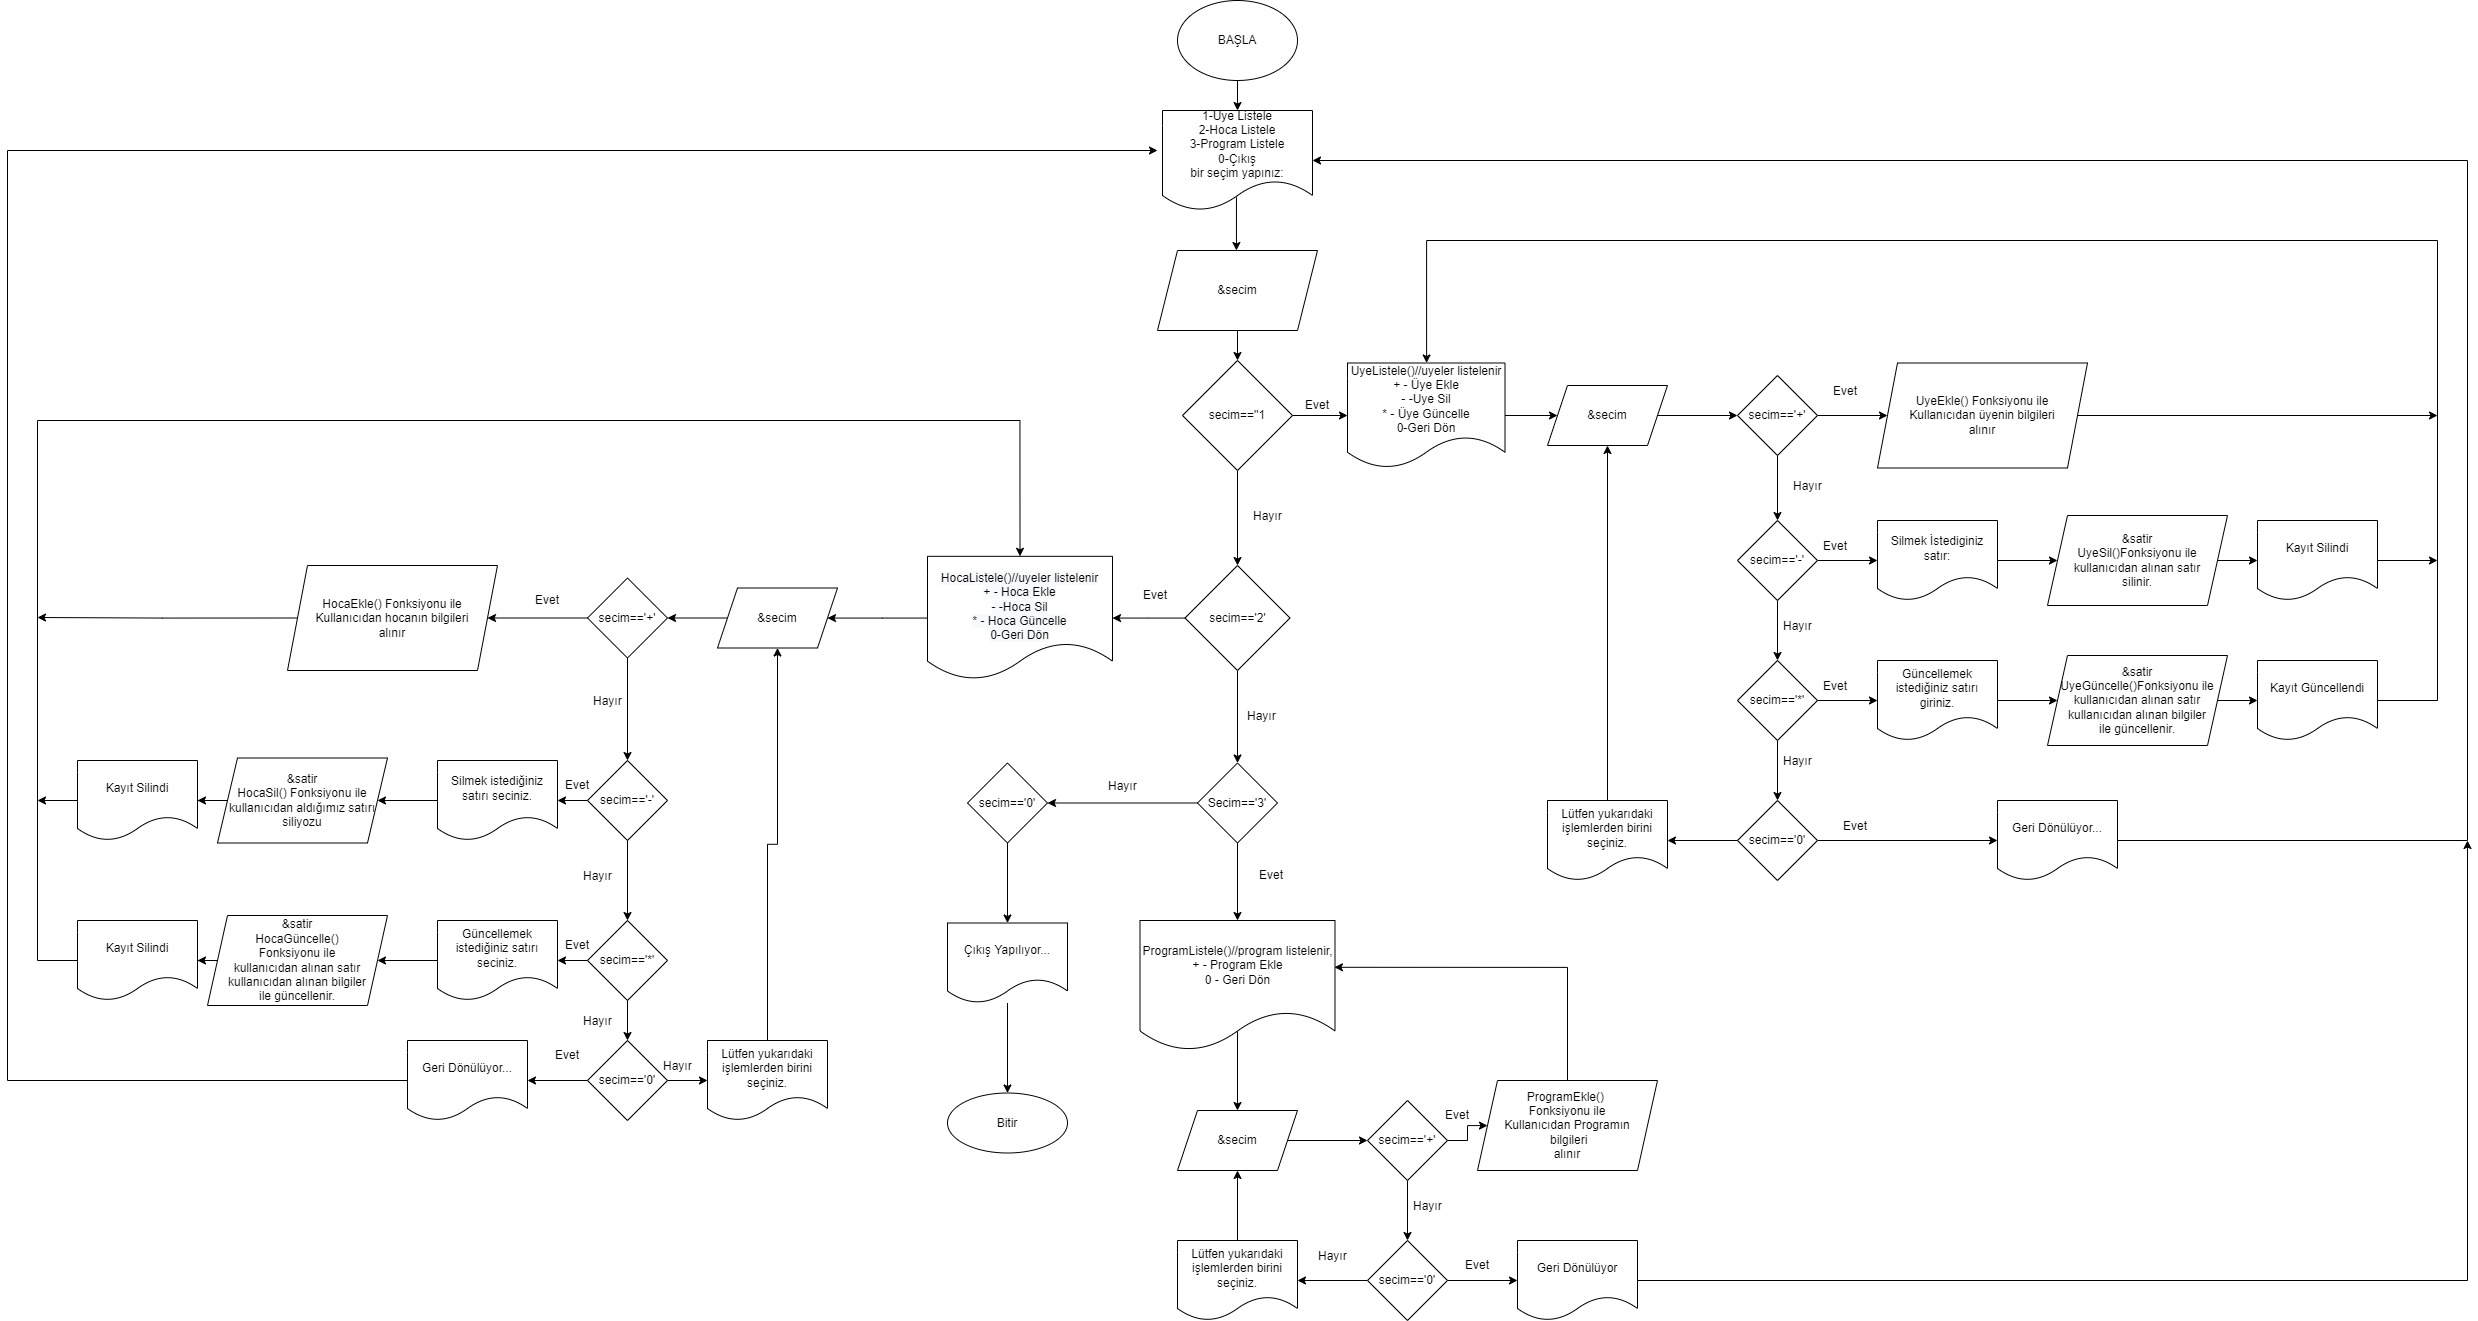 BAŞLA
1-Üye Listele
2-Hoca Listele
3-Program Listele
0-Çıkış
bir seçim yapınız:
&secim
secim==''1
Evet
Hayır
UyeListele()//uyeler listelenir
+ - Üye Ekle
- -Uye Sil
* - Üye Güncelle
0-Geri Dön
&secim
secim=='+'
Evet
Hayır
UyeEkle() Fonksiyonu ile
Kullanıcıdan üyenin bilgileri
alınır
secim=='-'
Evet
Hayır
Silmek İstediginiz
satır:
&satir
UyeSil()Fonksiyonu ile
kullanıcıdan alınan satır
silinir.
Kayıt Silindi
secim=='*'
Evet
Hayır
Güncellemek
istediğiniz satırı
giriniz.
&satir
UyeGüncelle()Fonksiyonu ile
kullanıcıdan alınan satır
kullanıcıdan alınan bilgiler
ile güncellenir.
Kayıt Güncellendi
secim=='0'
Evet
Geri Dönülüyor...
Lütfen yukarıdaki
işlemlerden birini
seçiniz.
secim=='2'
Evet
Hayır
HocaListele()//uyeler listelenir
+ - Hoca Ekle
- -Hoca Sil
* - Hoca Güncelle
0-Geri Dön
&secim
secim=='+'
Evet
Hayır
HocaEkle() Fonksiyonu ile
Kullanıcıdan hocanın bilgileri
alınır
secim=='-'
Evet
Hayır
Silmek istediğiniz
satırı seciniz.
&satir
HocaSil() Fonksiyonu ile
kullanıcıdan aldığımız satırı
siliyozu
Kayıt Silindi
secim=='*'
Evet
Hayır
Güncellemek
istediğiniz satırı
seciniz.
&satir
HocaGüncelle()
Fonksiyonu ile
kullanıcıdan alınan satır
kullanıcıdan alınan bilgiler
ile güncellenir.
Kayıt Silindi
secim=='0'
Evet
Hayır
Geri Dönülüyor...
Lütfen yukarıdaki
işlemlerden birini
seçiniz.
Secim=='3'
Hayır
Evet
secim=='0'
Çıkış Yapılıyor...
Bitir
ProgramListele()//program listelenir,
+ - Program Ekle
0 - Geri Dön
&secim
secim=='+'
Evet
Hayır
ProgramEkle()
Fonksiyonu ile
Kullanıcıdan Programın
bilgileri
alınır
secim=='0'
Hayır
Evet
Lütfen yukarıdaki
işlemlerden birini
seçiniz.
Geri Dönülüyor